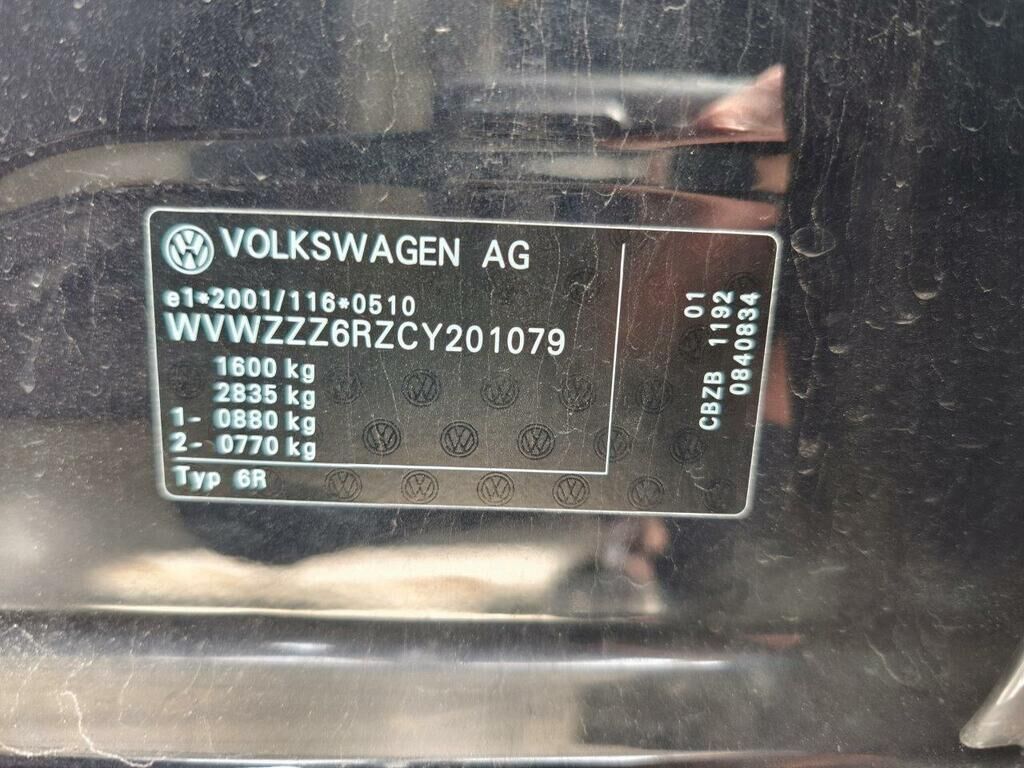 VOLKSWAGEN AG
e1*2001/116*0510
WVWZZZ6RZCY201079
1600 kg
2835 kg
1- 0880 kg
2- 0770 kg
Typ 6R
01
CBZB 1192
0840834